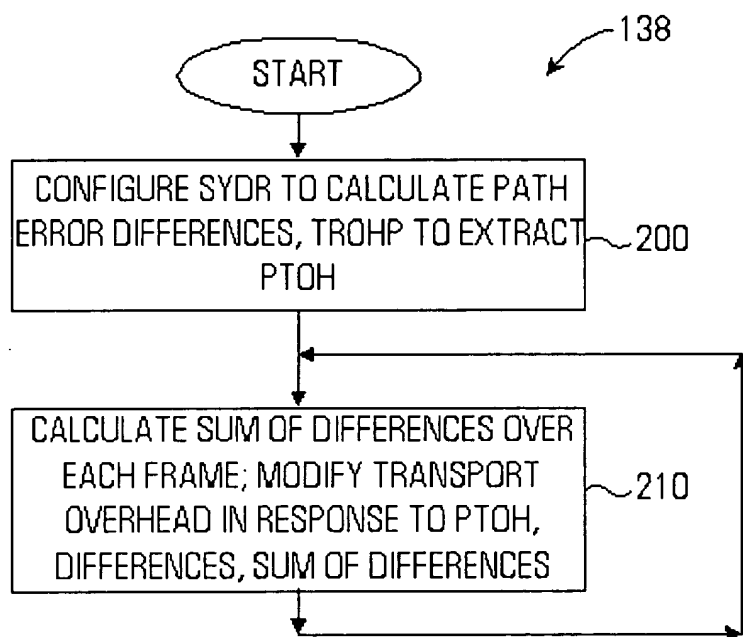 138
START
CONFIGURE SYDR TO CALCULATE PATH
ERROR DIFFERENCES, TROHP TO EXTRACT
PTOH
200
CALCULATE SUM OF DIFFERENCES OVER
EACH FRAME; MODIFY TRANSPORT
OVERHEAD IN RESPONSE TO PTOH,
DIFFERENCES, SUM OF DIFFERENCES
210